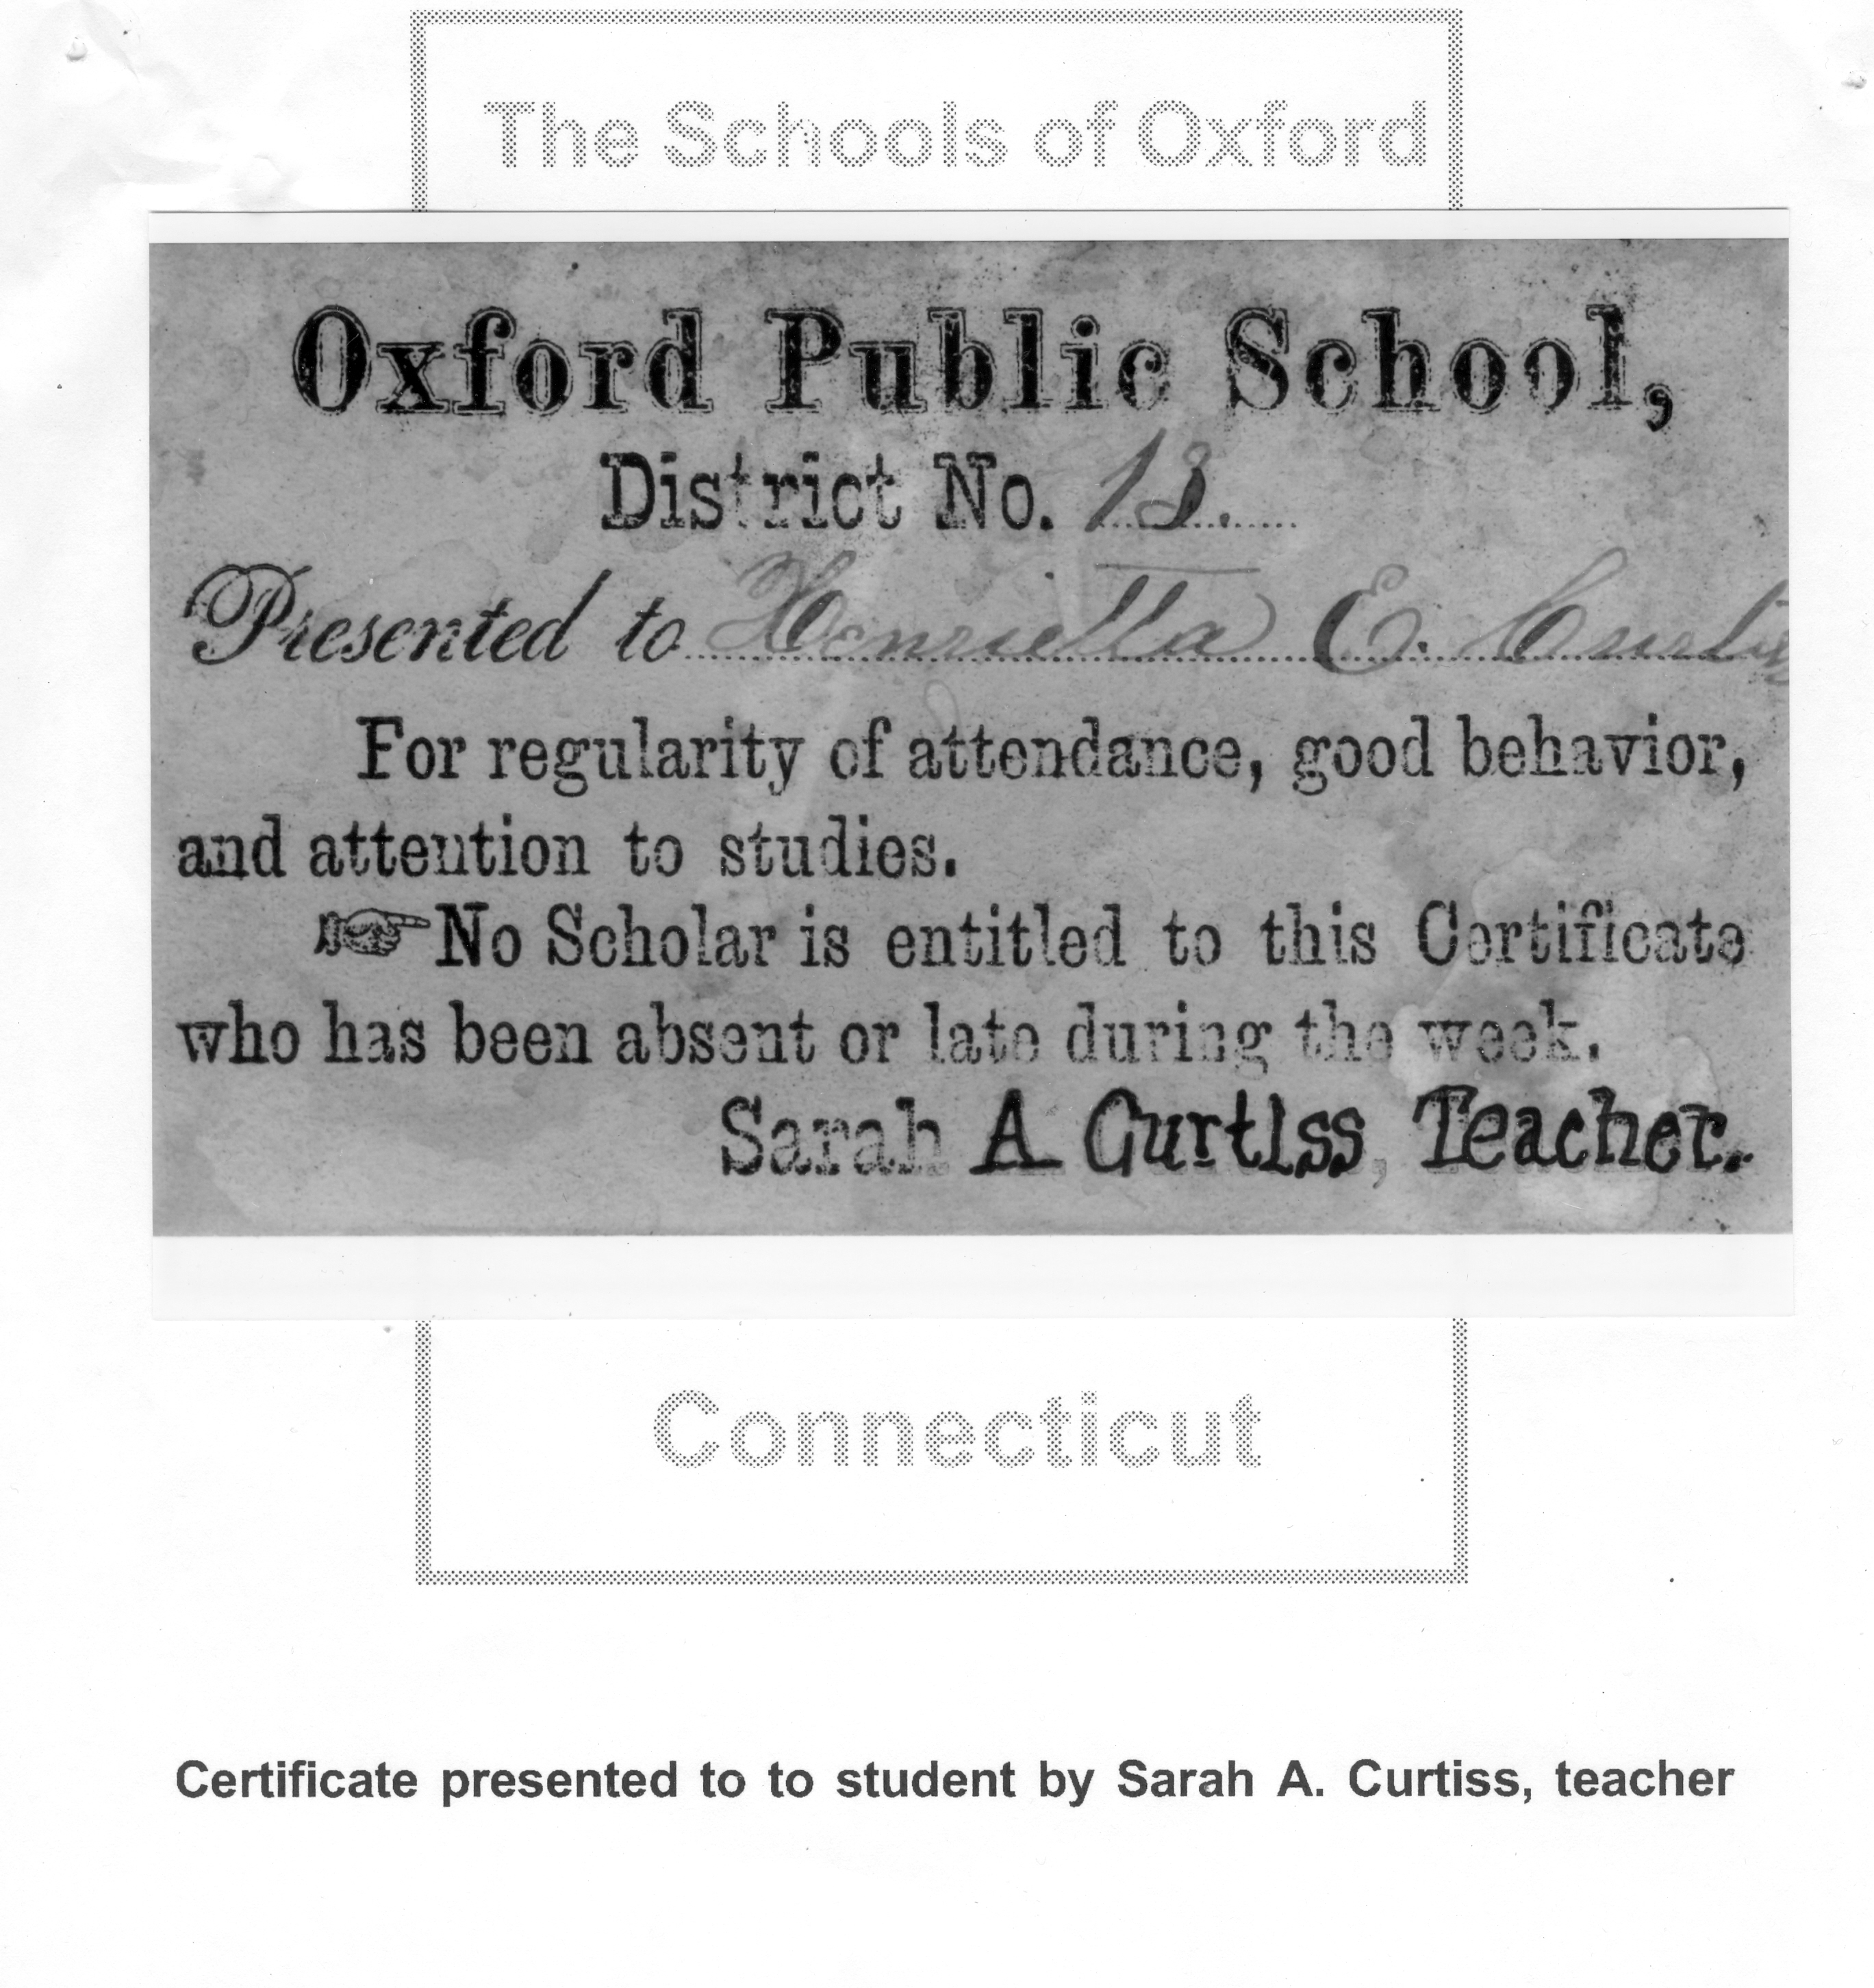 The Schools of Oxford
Oxford Public School,
District No. 13.
Presented to Henrietta E.
For regularity of attendance, good behavior,
and attention to studies.
☞ No Scholar is entitled to this Certificate
who has been absent or late during the week.
Sarah A Curtiss, Teacher.
Connecticut
Certificate presented to to student by Sarah A. Curtiss, teacher